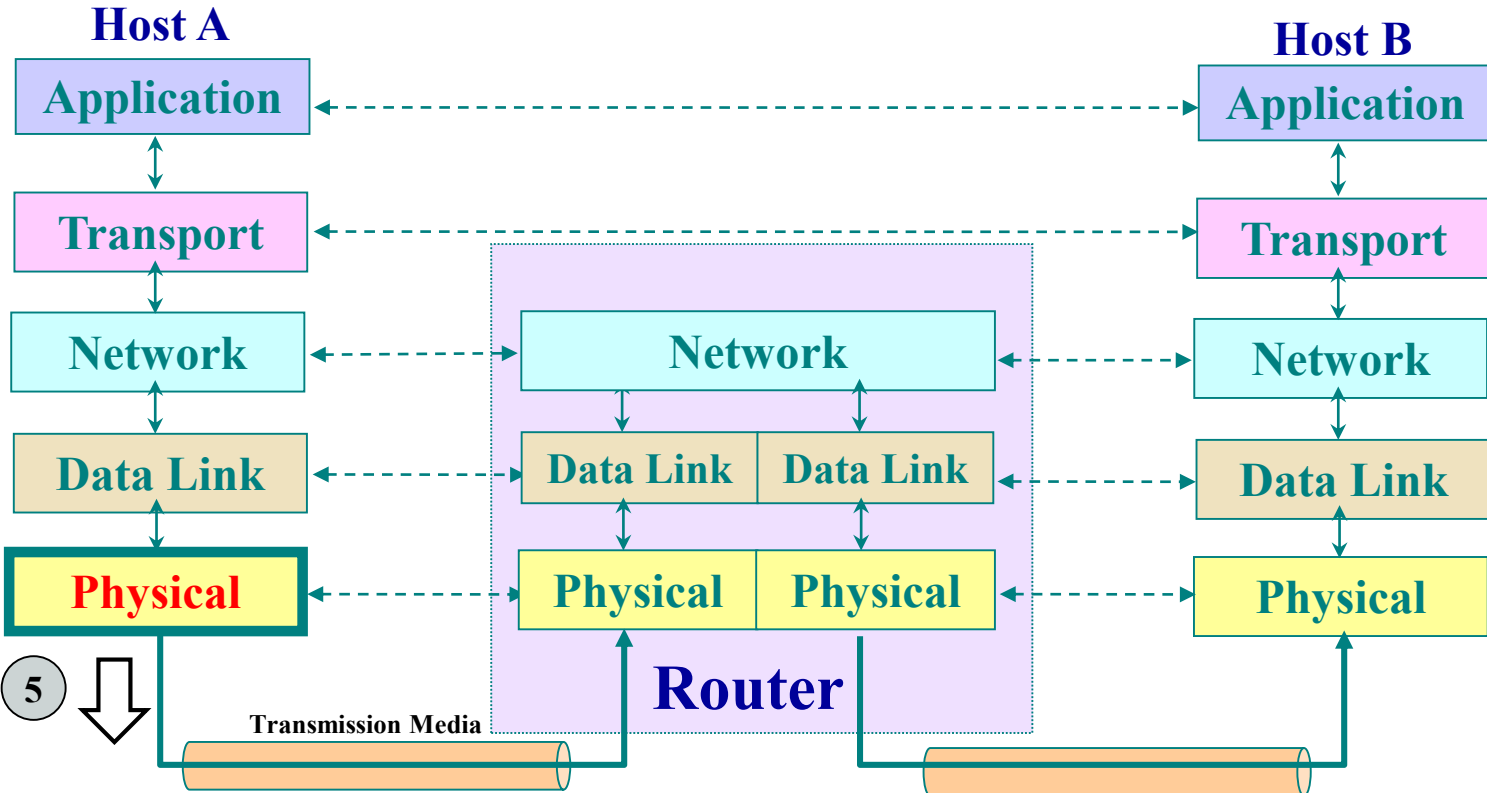 Host A
Host B
Application
Application
Transport
Transport
Network
Network
Network
Data Link
Data Link
Data Link
Data Link
Physical
Physical
Physical
Physical
5
Router
Transmission Media